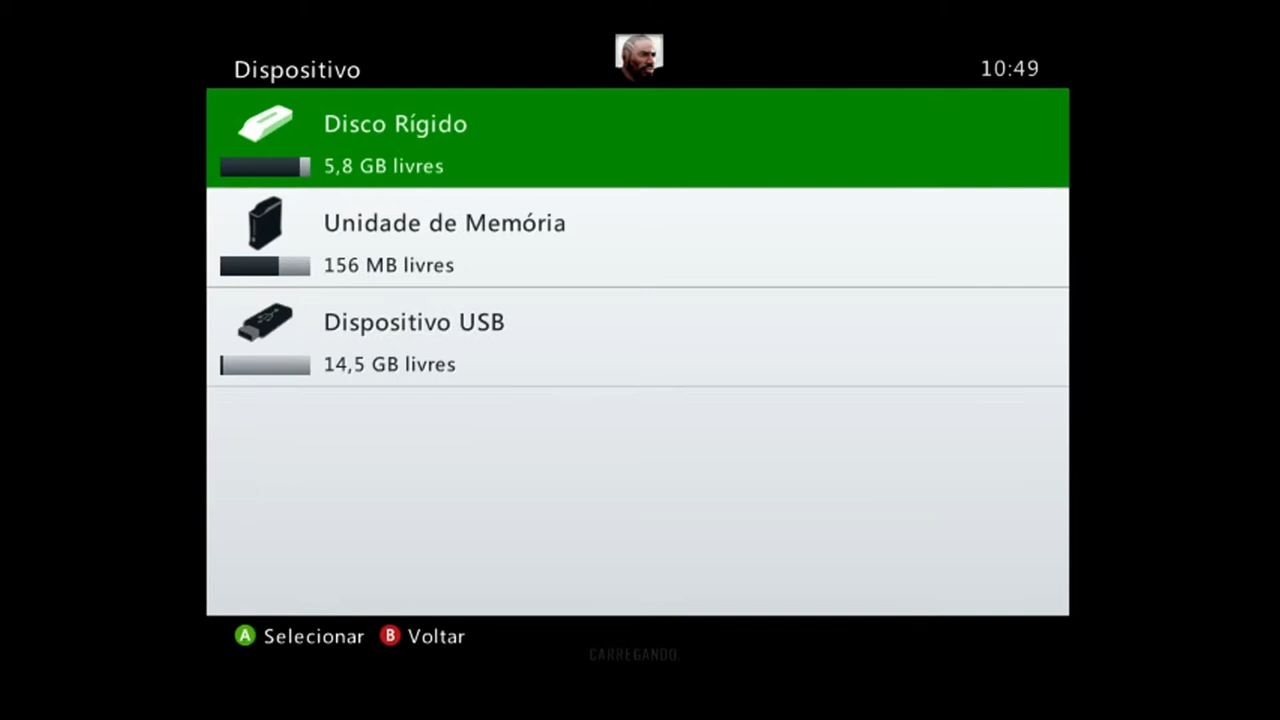 Dispositivo
10:49
Disco Rígido
5,8 GB livres
Unidade de Memória
156 MB livres
Dispositivo USB
14,5 GB livres
A Selecionar B Voltar
CARREGANDO.